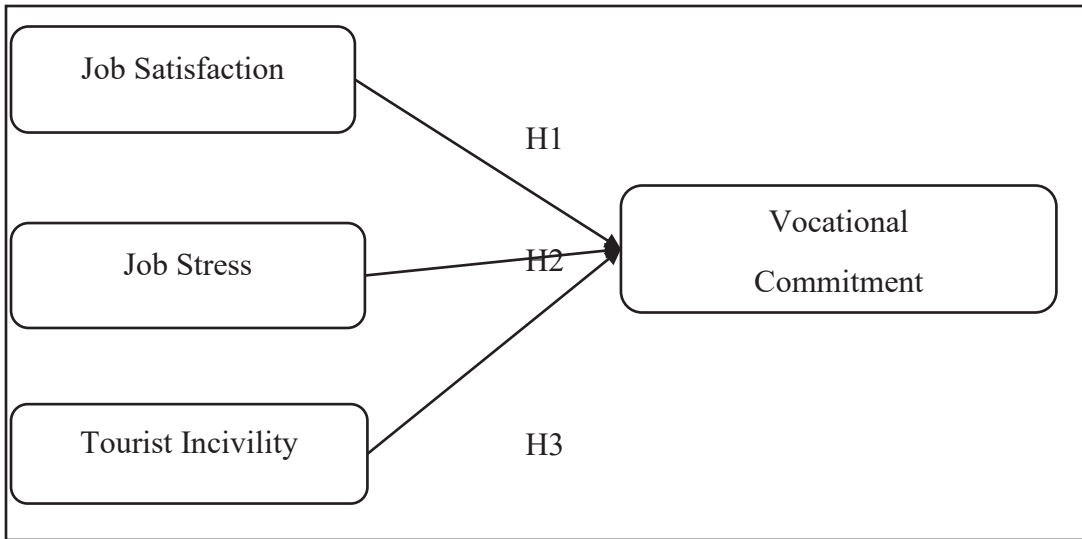 Job Satisfaction
H1
Vocational
Commitment
Job Stress
H2
Tourist Incivility
H3